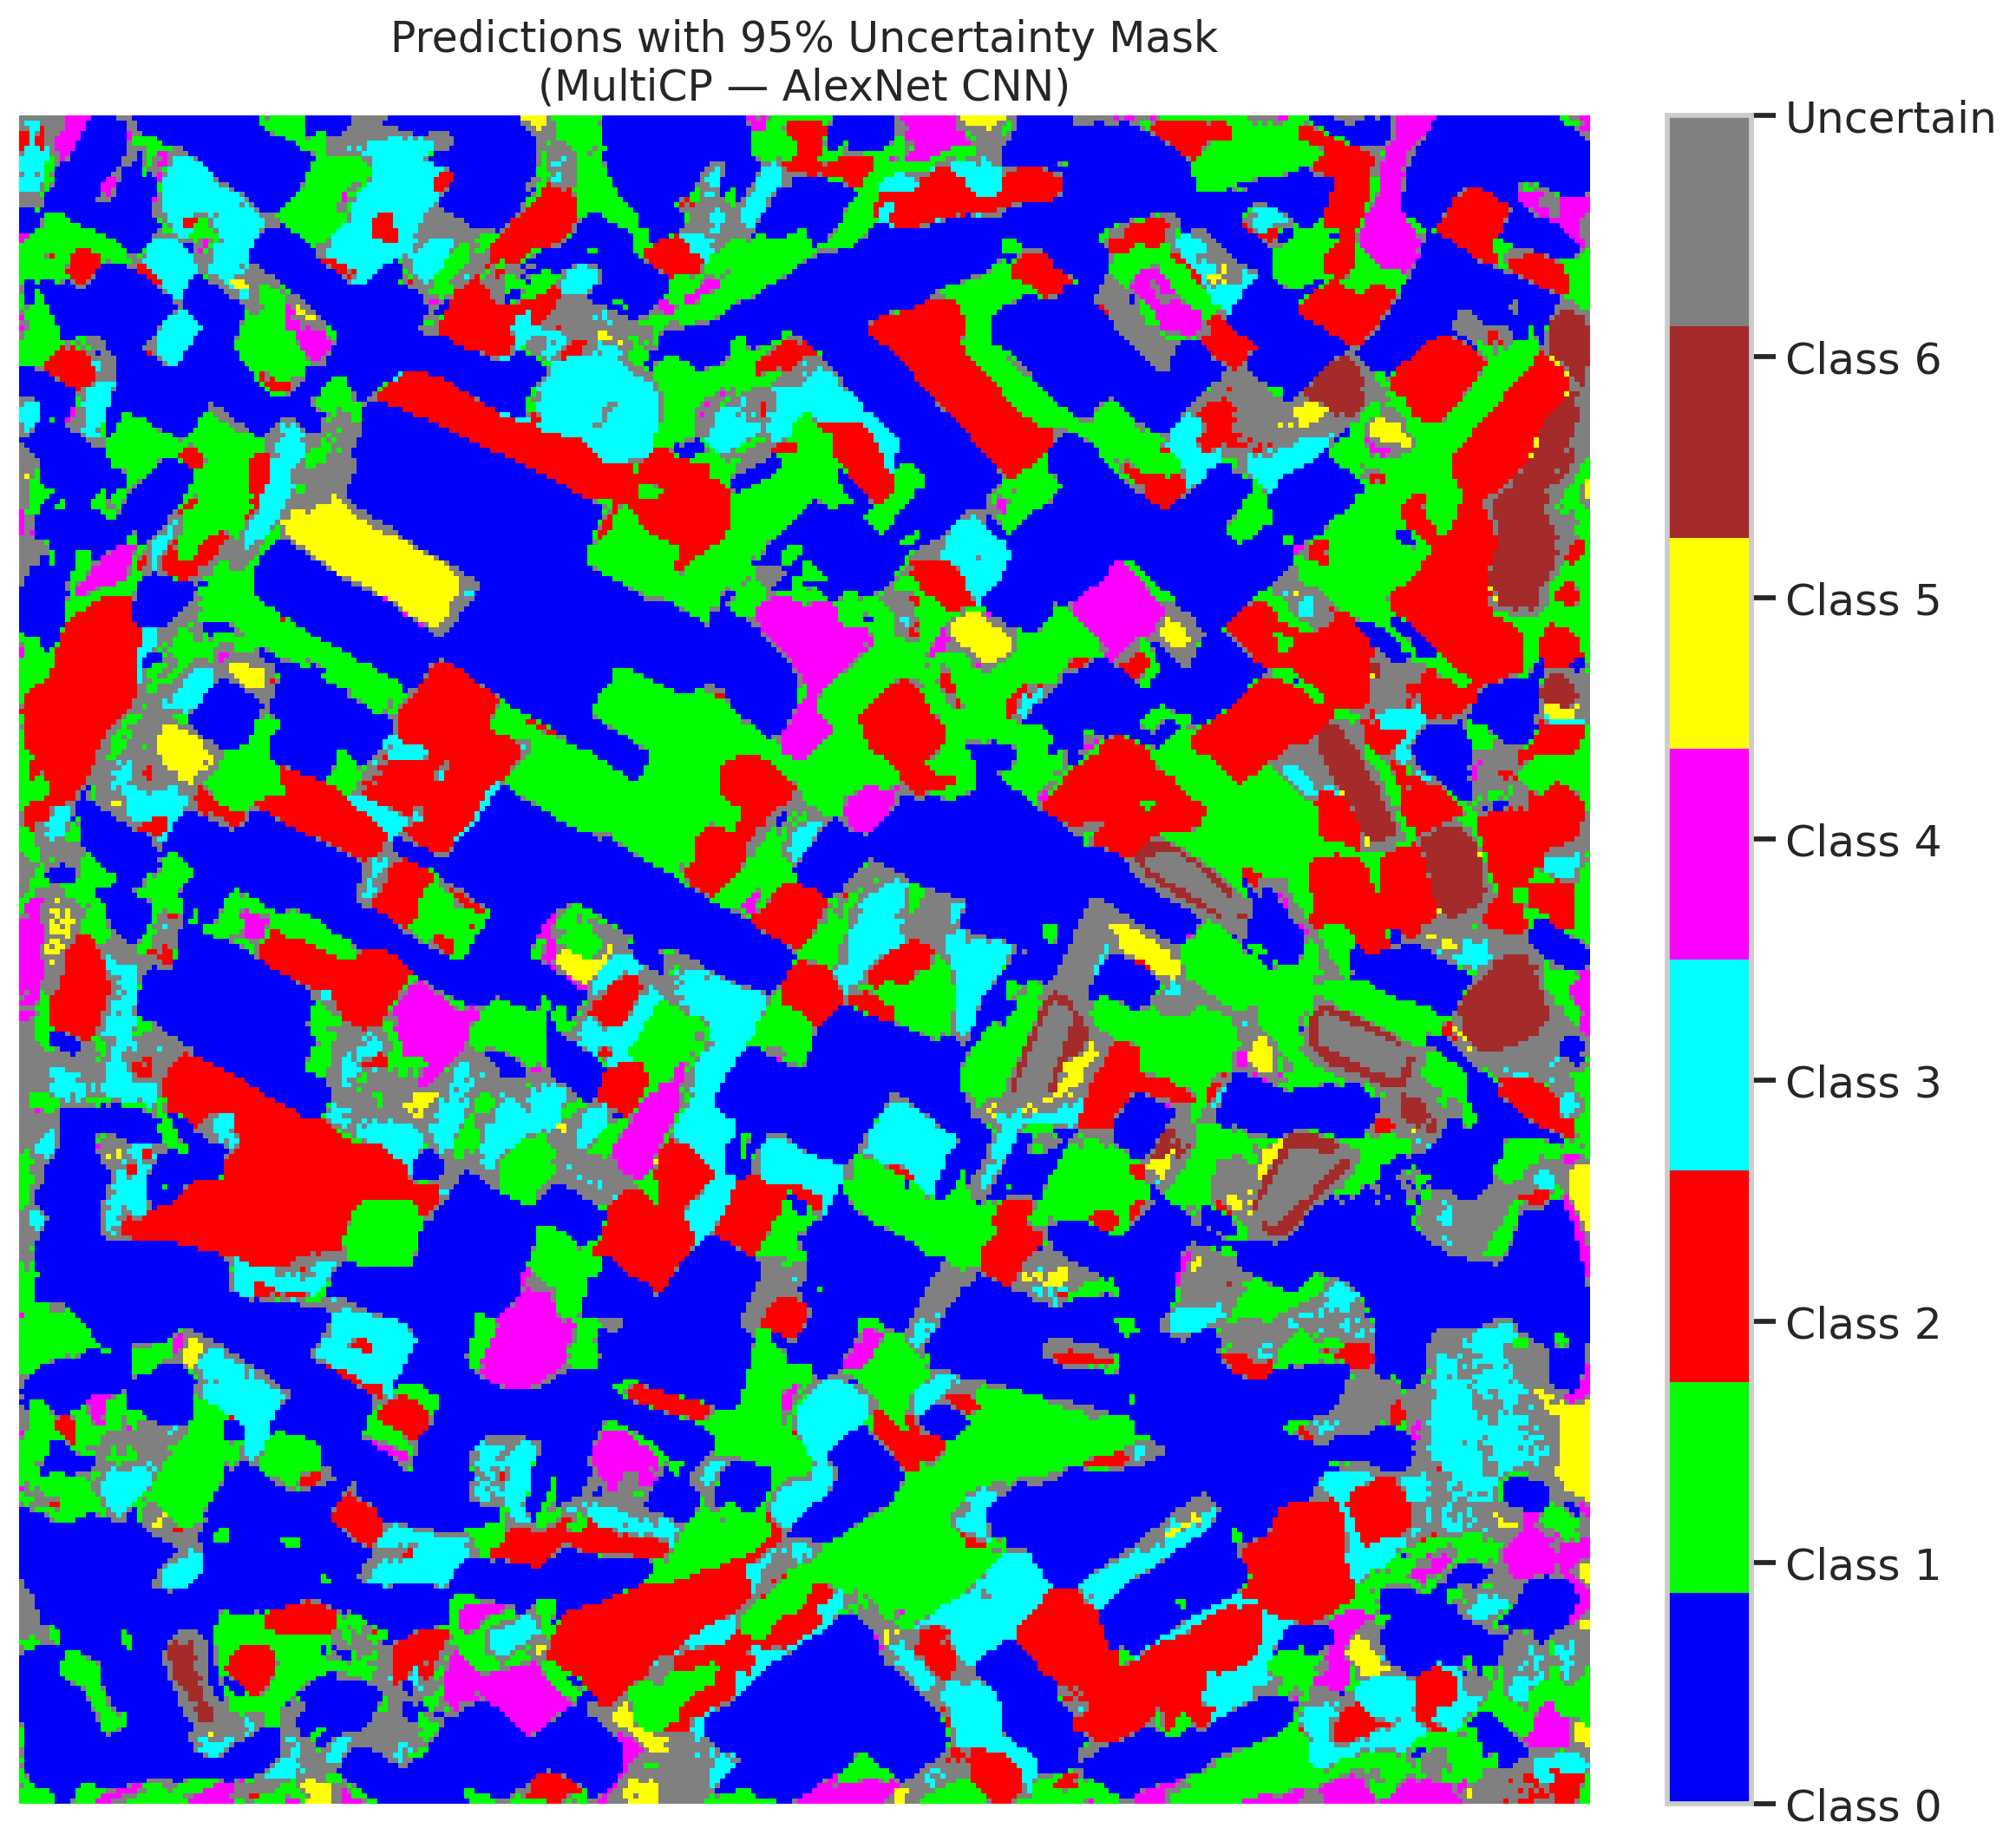 Predictions with 95% Uncertainty Mask
(MultiCP — AlexNet CNN)
Uncertain
Class 6
Class 5
Class 4
Class 3
Class 2
Class 1
Class 0